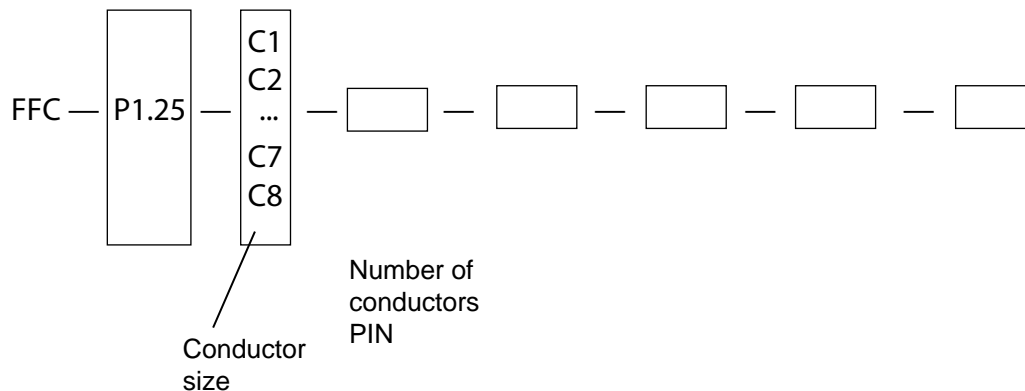 C1
C2
FFC — P1.25 — ... — — — — —
C7
C8
Number of
conductors
PIN
Conductor
size